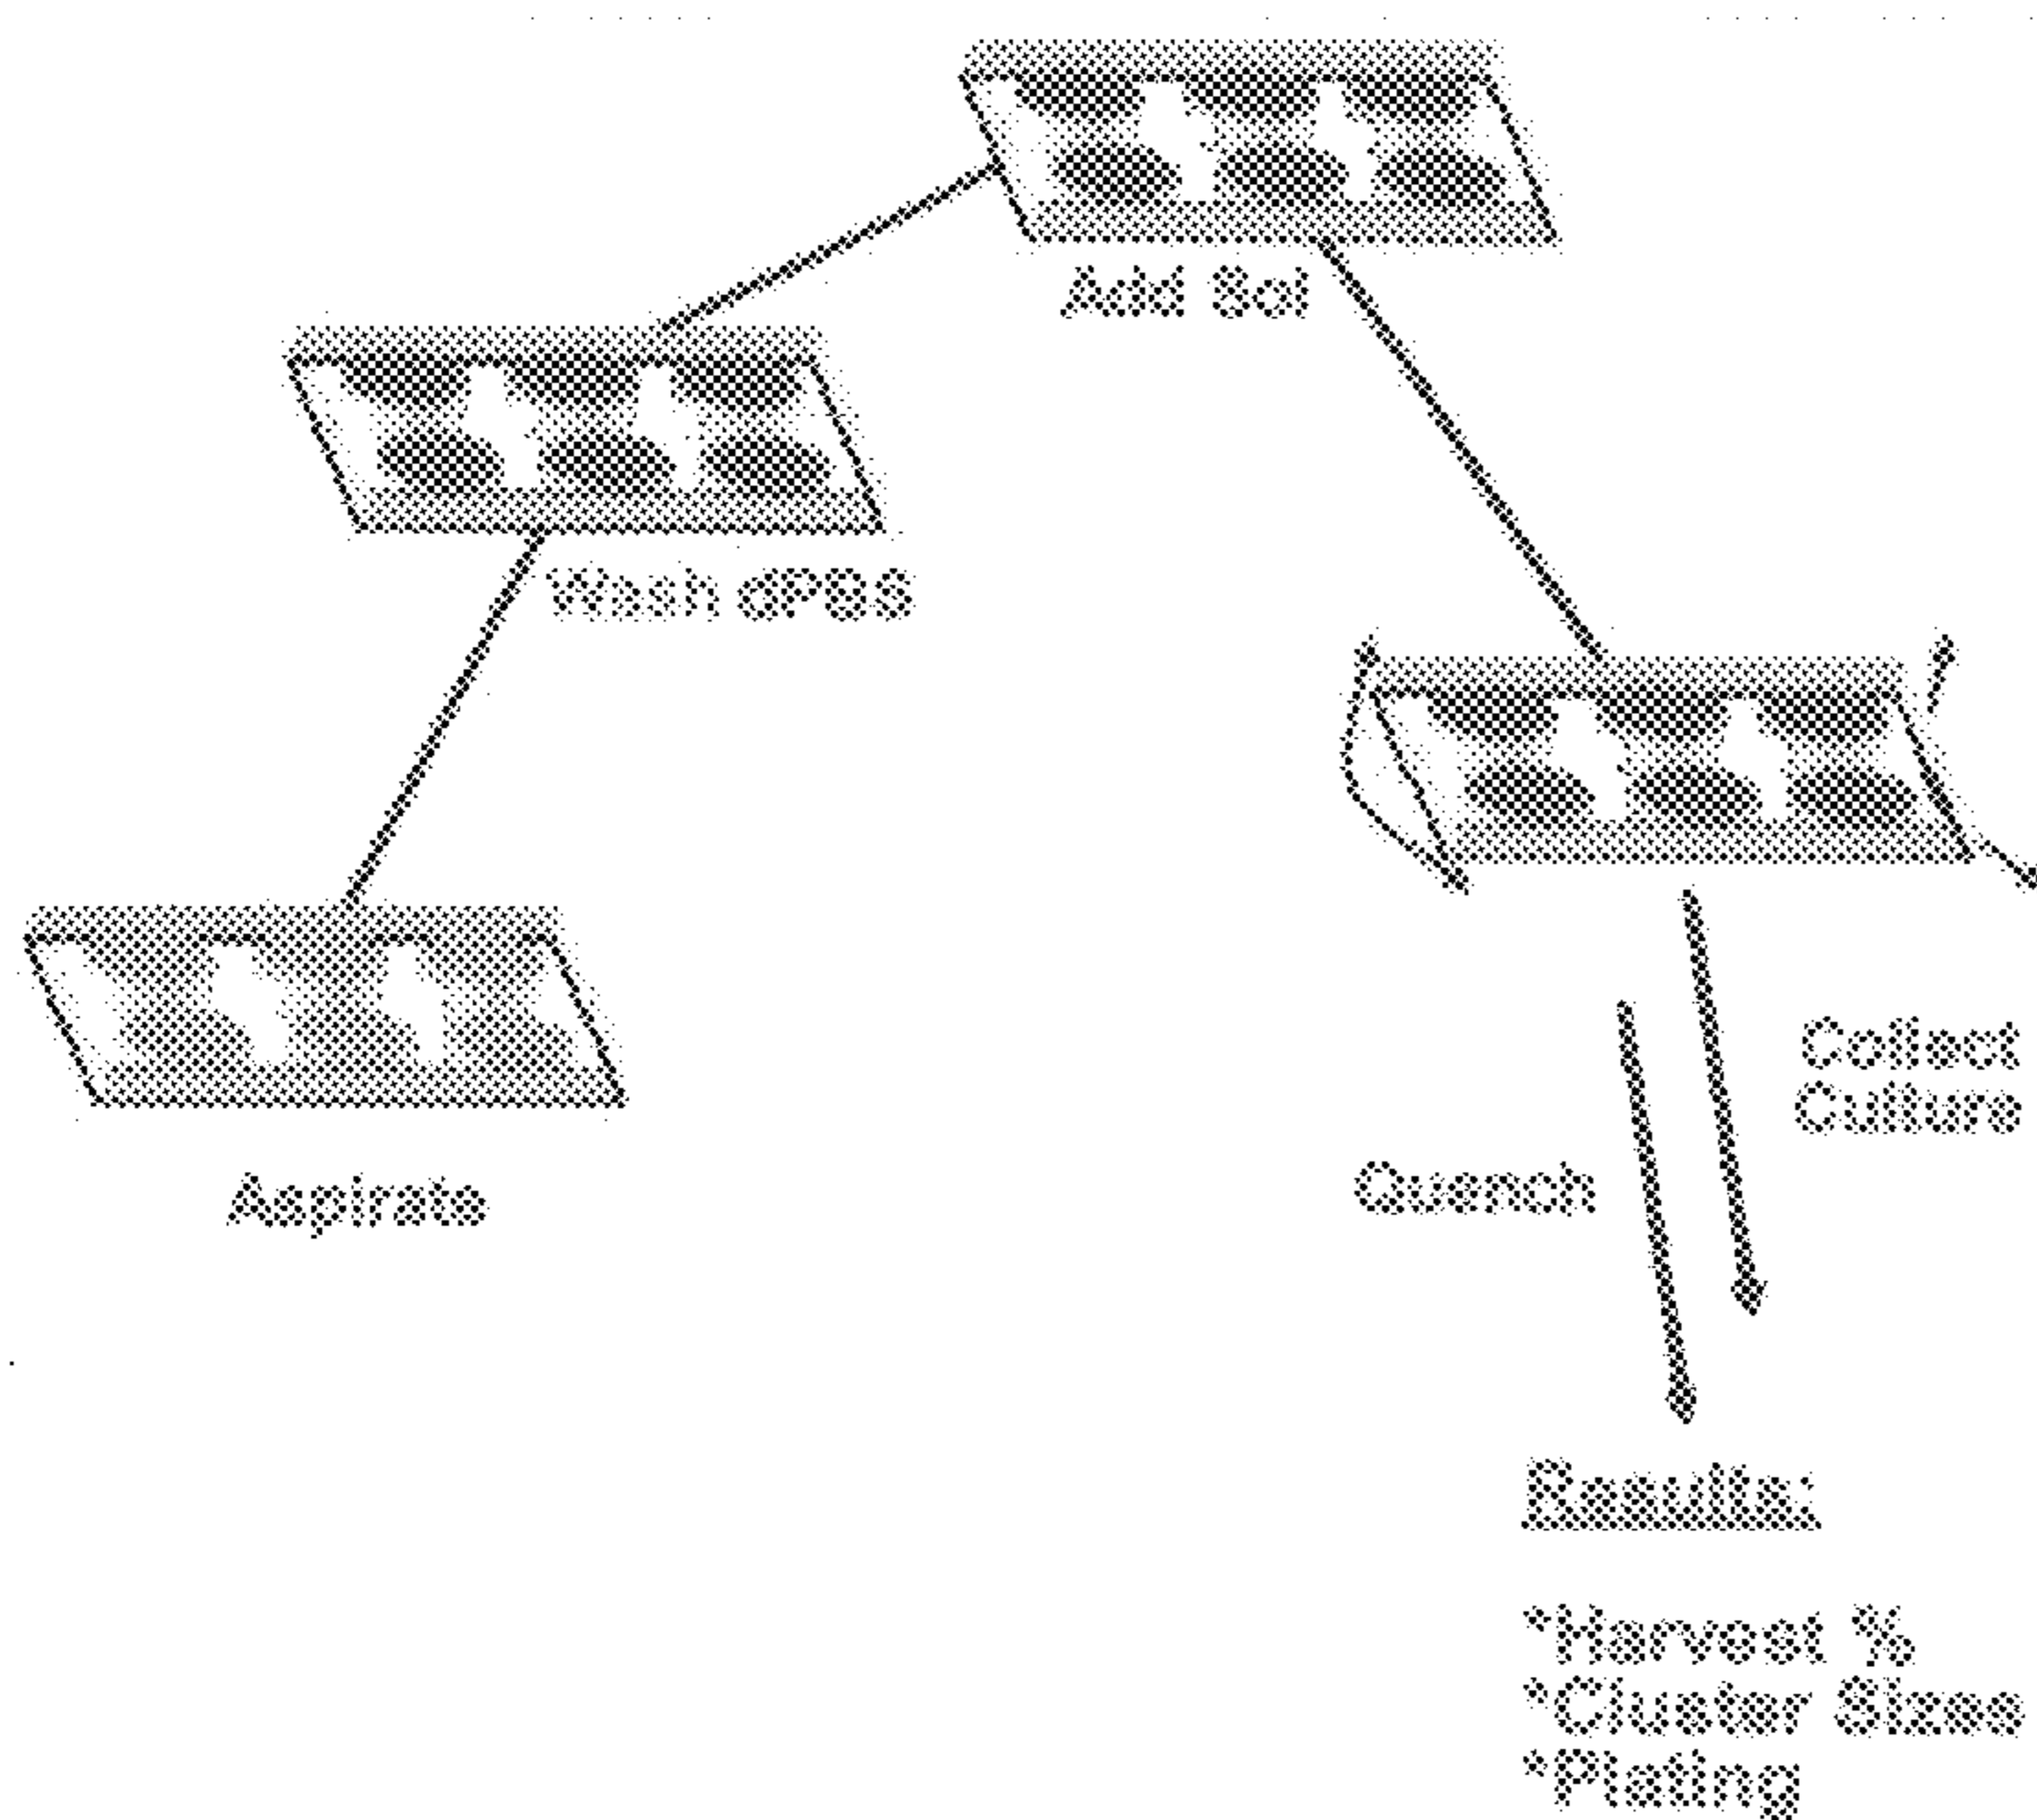 Add Sol
Wash dPBS
Aspirate
Collect
Culture
Quench
Results:
*Harvest %
*Cluster Sizes
*Plating